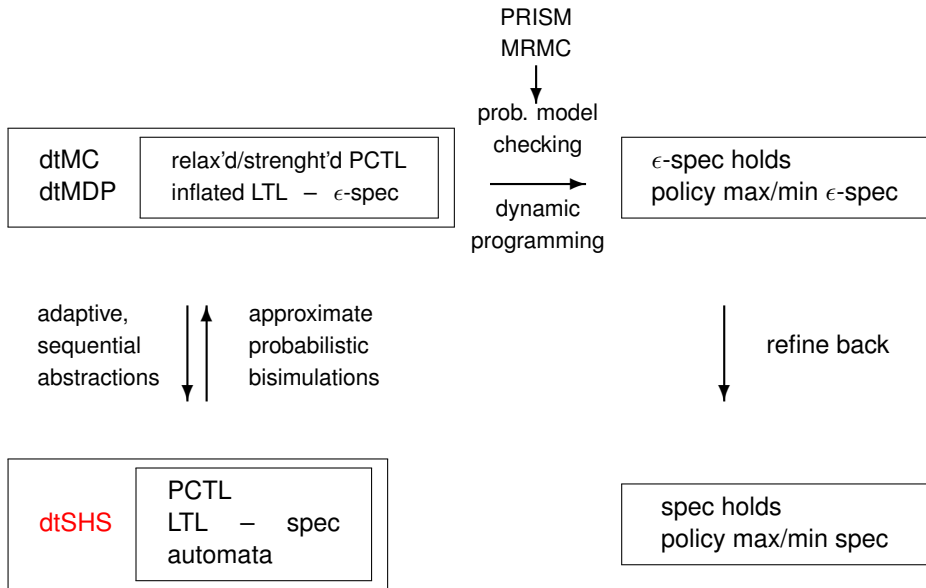 PRISM
MRMC
prob. model
checking
dtMC
dtMDP
relax'd/strenght'd PCTL
inflated LTL – ϵ-spec
dynamic
programming
ϵ-spec holds
policy max/min ϵ-spec
adaptive,
sequential
abstractions
approximate
probabilistic
bisimulations
refine back
dtSHS
PCTL
LTL – spec
automata
spec holds
policy max/min spec